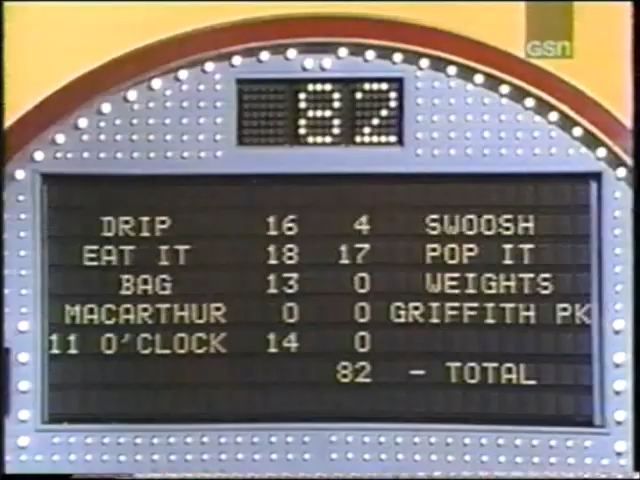 GSN
82
DRIP 16 4 SWOOSH
EAT IT 18 17 POP IT
BAG 13 0 WEIGHTS
MACARTHUR 0 0 GRIFFITH PK
11 O'CLOCK 14 0
82 - TOTAL